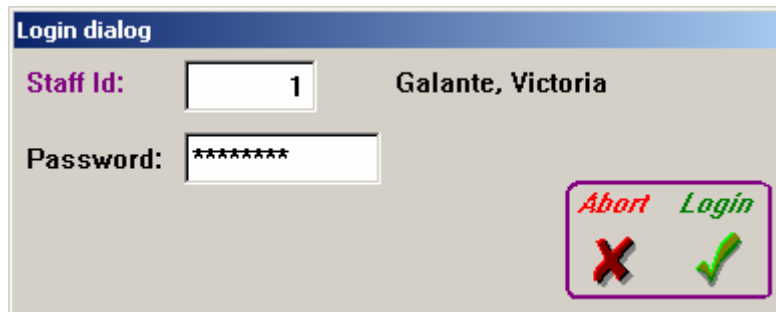 Login dialog
Staff Id: 1 Galante, Victoria
Password: ********
Abort Login